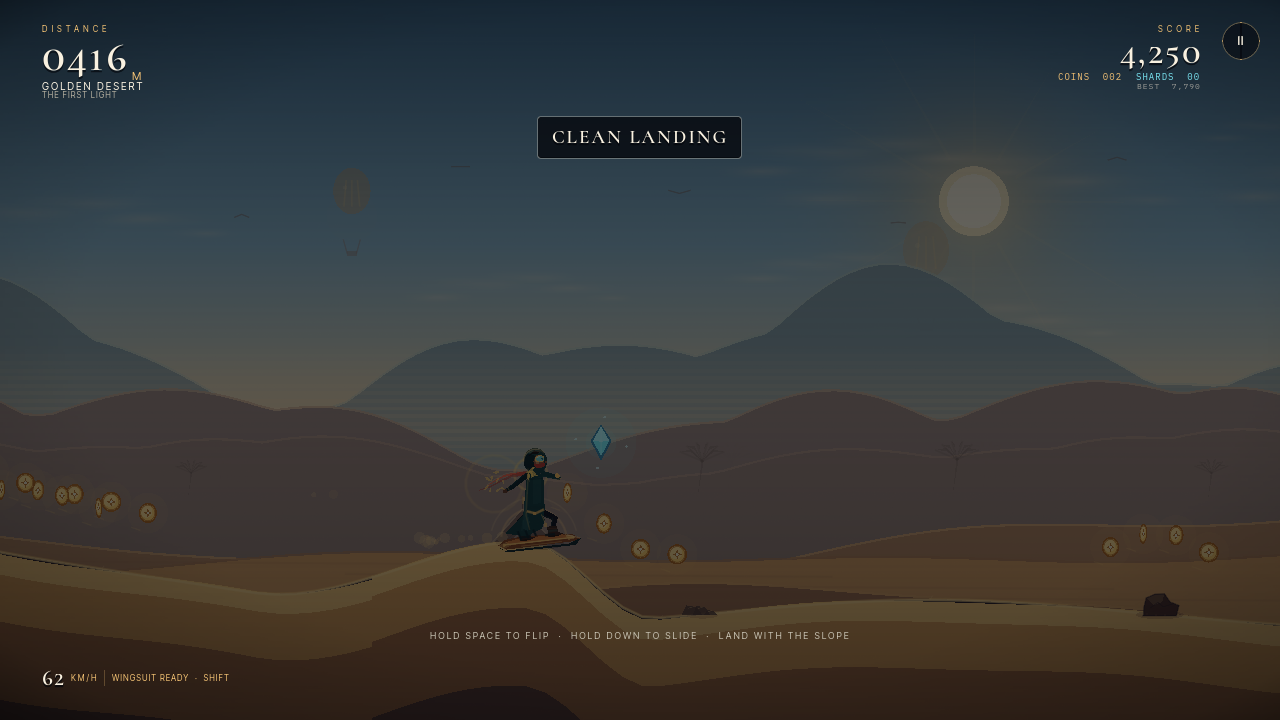 DISTANCE
0416 M
GOLDEN DESERT
THE FIRST LIGHT
SCORE
4,250
COINS 002 SHARDS 00
BEST 7,790
CLEAN LANDING
HOLD SPACE TO FLIP · HOLD DOWN TO SLIDE · LAND WITH THE SLOPE
62 KM/H WINGSUIT READY · SHIFT